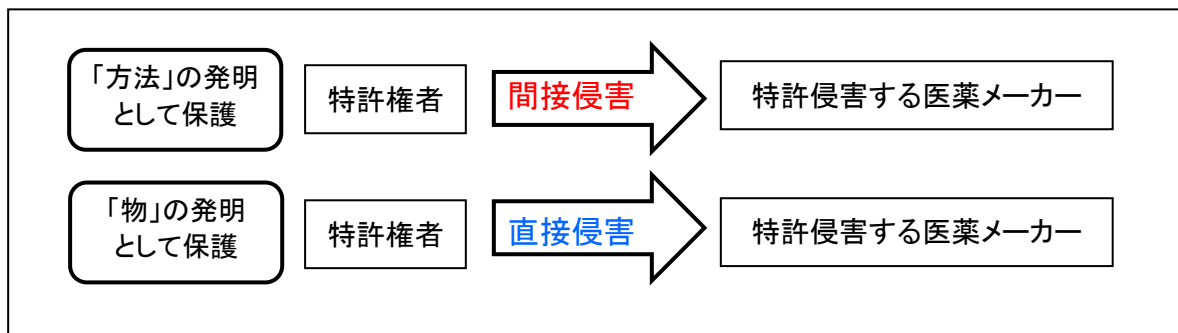 「方法」の発明
として保護
特許権者
間接侵害
特許侵害する医薬メーカー
「物」の発明
として保護
特許権者
直接侵害
特許侵害する医薬メーカー